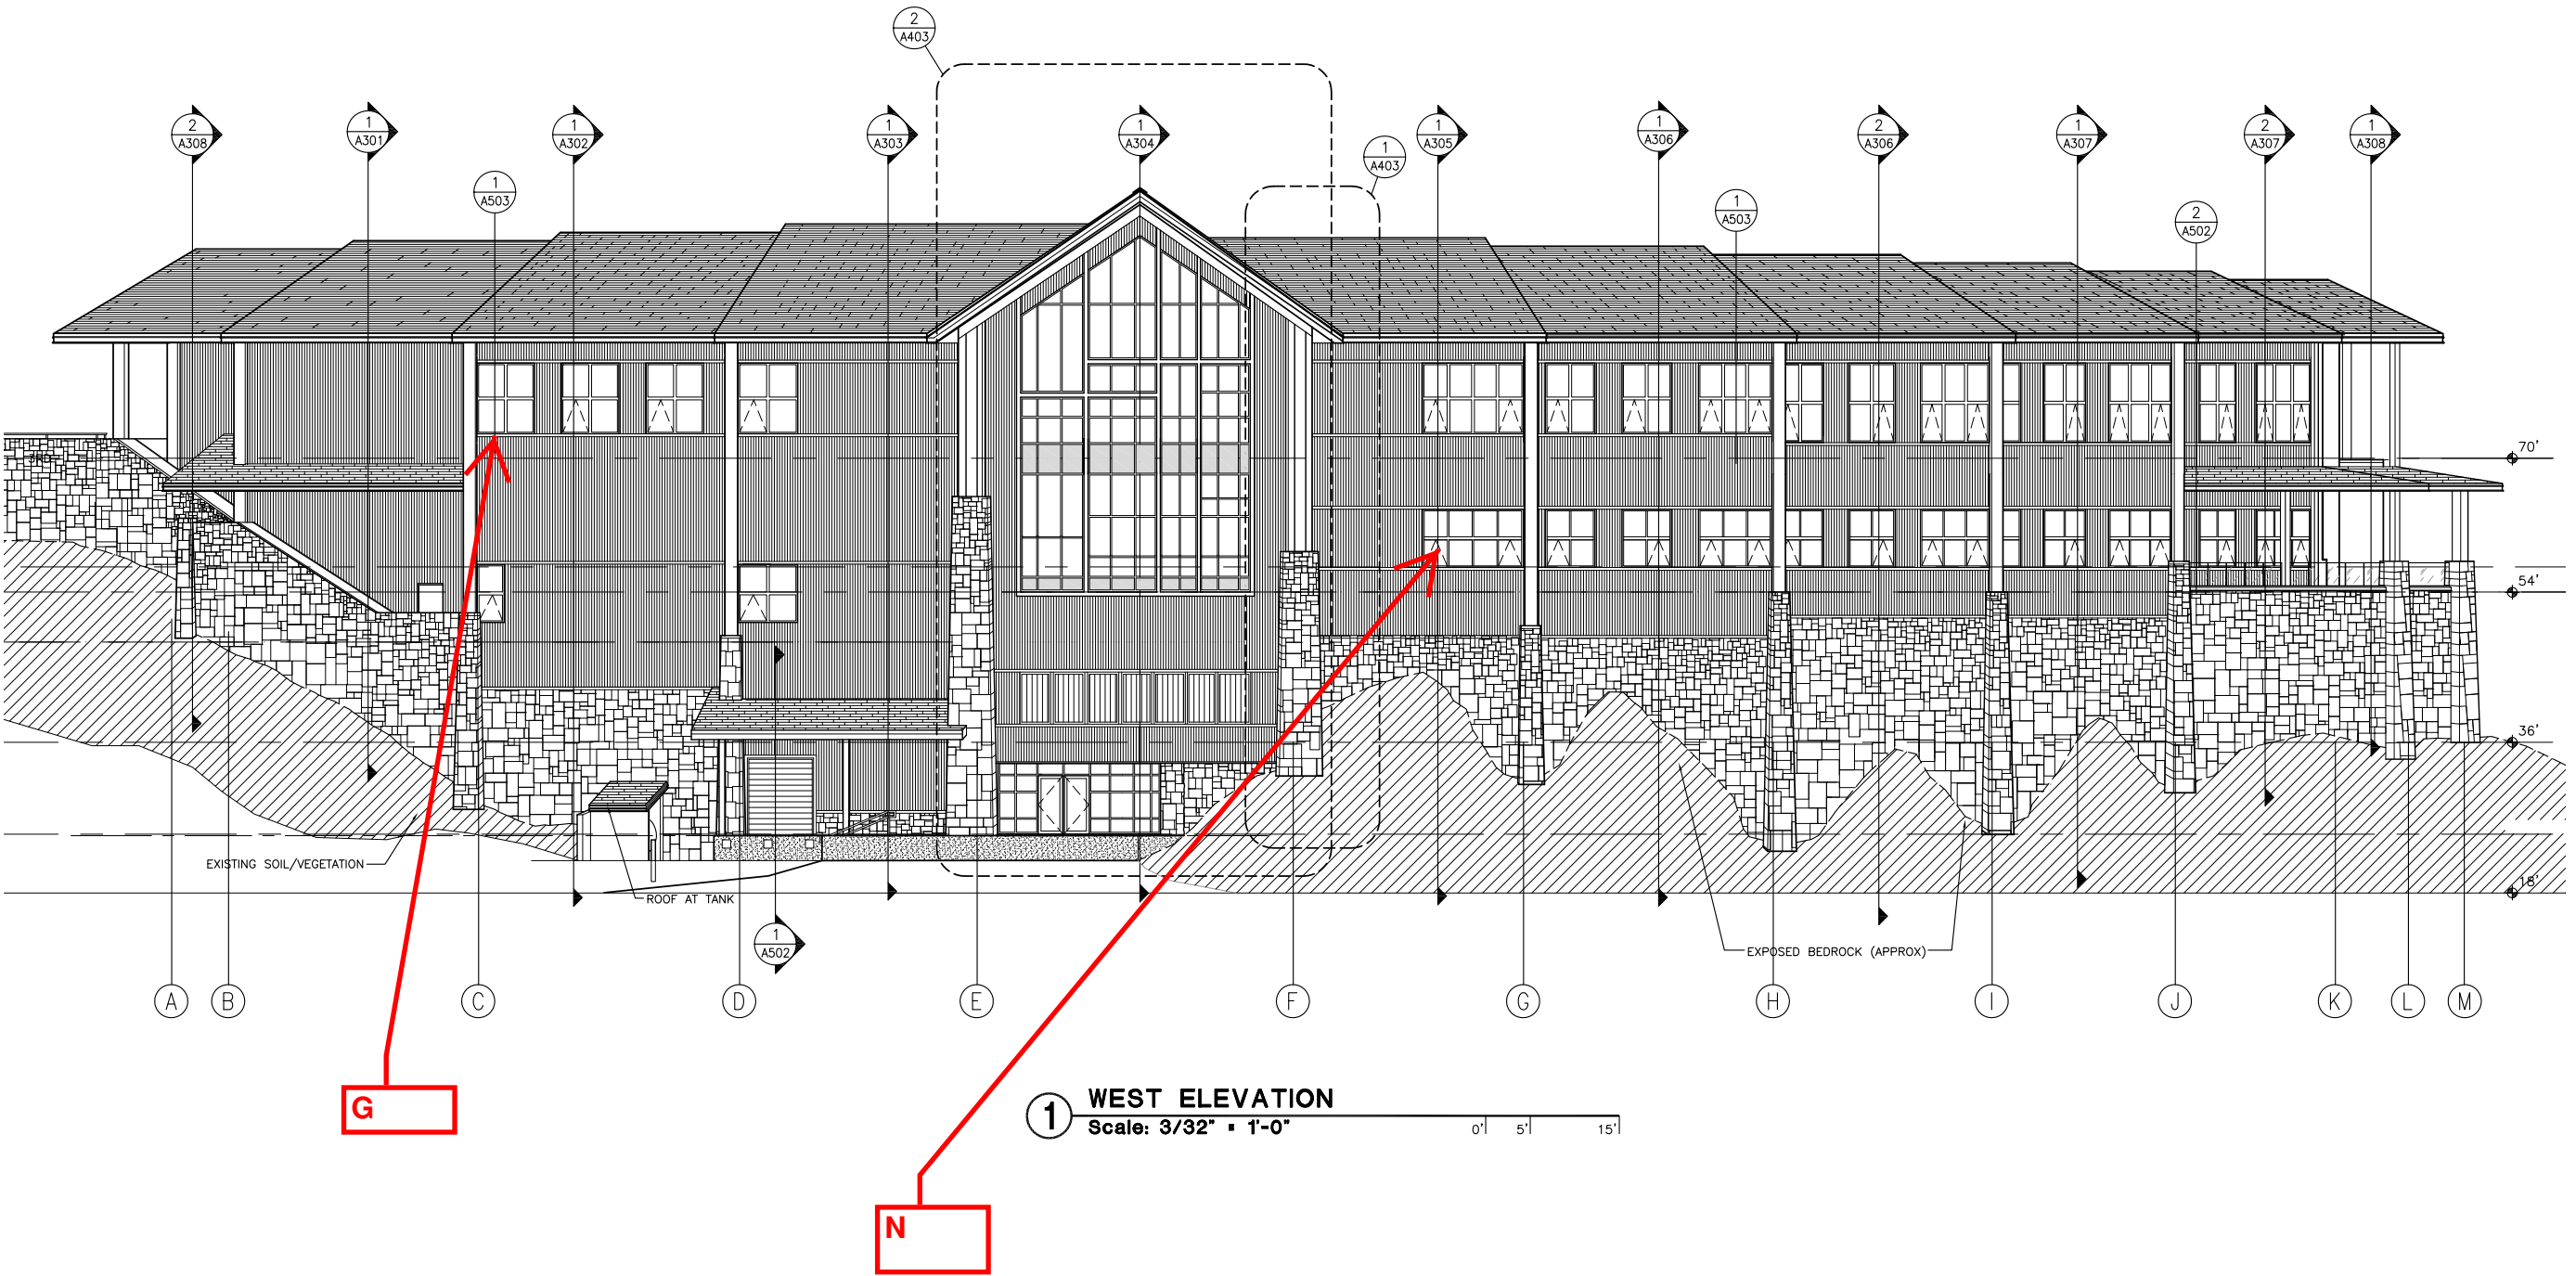 2
A403
2
A308
1
A301
1
A302
1
A303
1
A304
1
A305
1
A306
2
A306
1
A307
2
A307
1
A308
1
A403
1
A503
1
A503
2
A502
3RD
70'
54'
36'
18'
EXISTING SOIL/VEGETATION
ROOF AT TANK
1
A502
EXPOSED BEDROCK (APPROX)
A B C D E F G H I J K L M
G
1 WEST ELEVATION
Scale: 3/32" = 1'-0"
0' 5' 15'
N